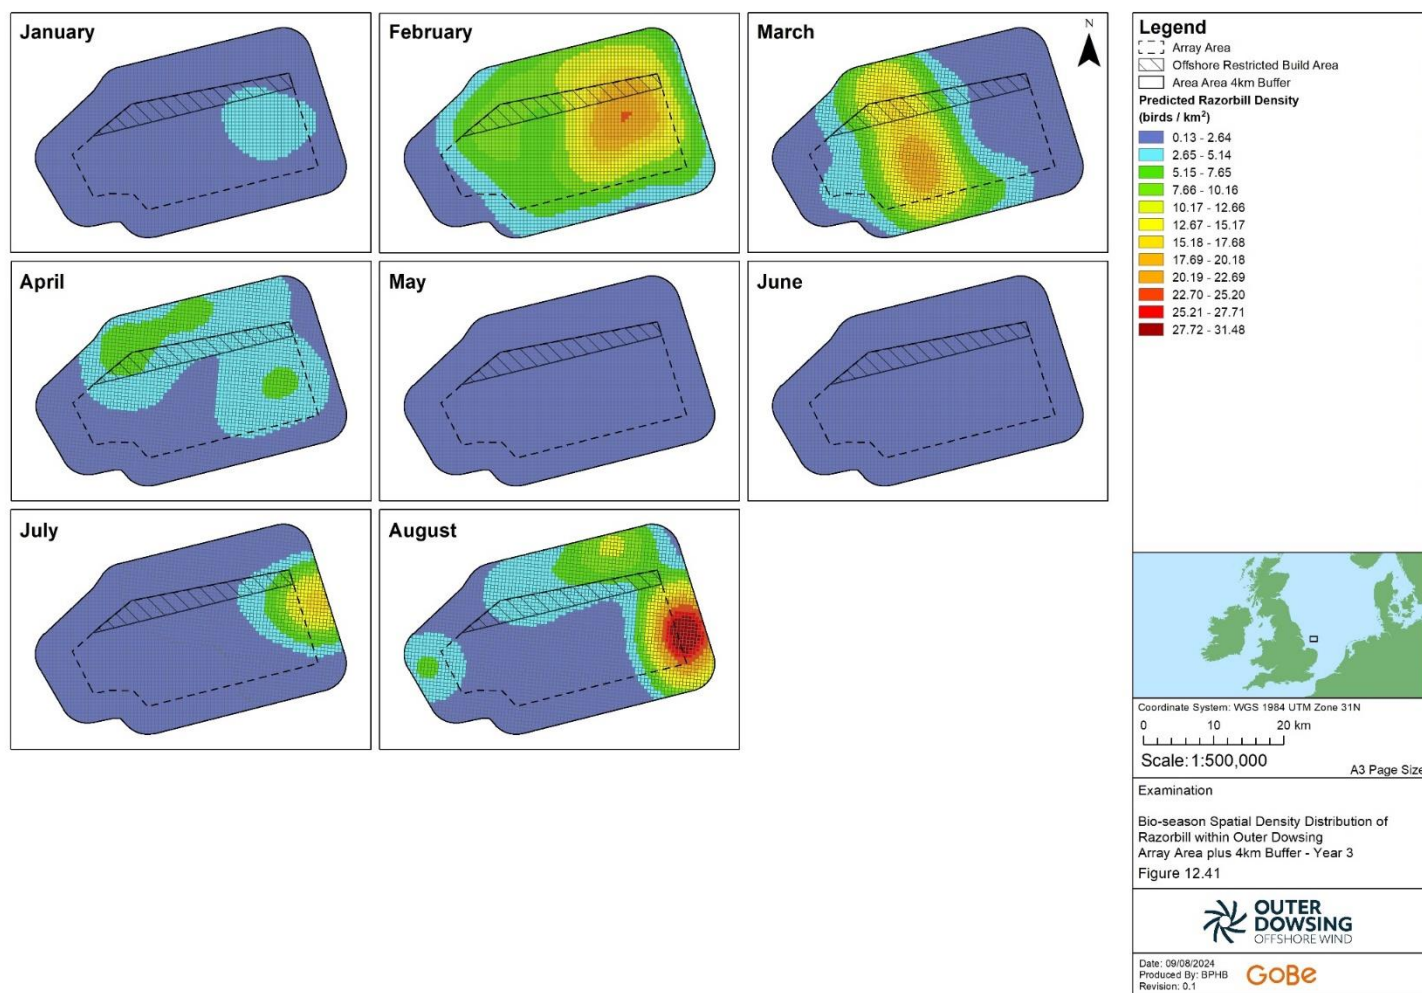 January
February
March
N
April
May
June
July
August
Legend
Array Area
Offshore Restricted Build Area
Area Area 4km Buffer
Predicted Razorbill Density
(birds / km²)
0.13 - 2.64
2.65 - 5.14
5.15 - 7.65
7.66 - 10.16
10.17 - 12.66
12.67 - 15.17
15.18 - 17.68
17.69 - 20.18
20.19 - 22.69
22.70 - 25.20
25.21 - 27.71
27.72 - 31.48
Coordinate System: WGS 1984 UTM Zone 31N
0 10 20 km
Scale: 1:500,000
A3 Page Size
Examination
Bio-season Spatial Density Distribution of
Razorbill within Outer Dowsing
Array Area plus 4km Buffer - Year 3
Figure 12.41
OUTER
DOWSING
OFFSHORE WIND
Date: 09/08/2024
Produced By: BPHB
Revision: 0.1
GoBe